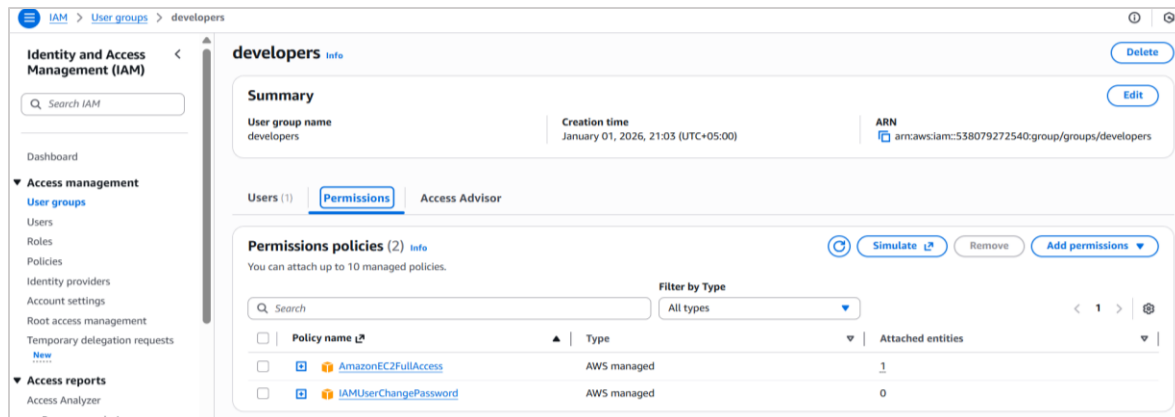 IAM > User groups > developers
Identity and Access Management (IAM)
Search IAM
Dashboard
Access management
User groups
Users
Roles
Policies
Identity providers
Account settings
Root access management
Temporary delegation requests
New
Access reports
Access Analyzer
developers Info
Delete
Summary
Edit
User group name
developers
Creation time
January 01, 2026, 21:03 (UTC+05:00)
ARN
arn:aws:iam::538079272540:group/groups/developers
Users (1) Permissions Access Advisor
Permissions policies (2) Info
Simulate Remove Add permissions
You can attach up to 10 managed policies.
Filter by Type
Search All types 1
Policy name Type Attached entities
AmazonEC2FullAccess AWS managed 1
IAMUserChangePassword AWS managed 0